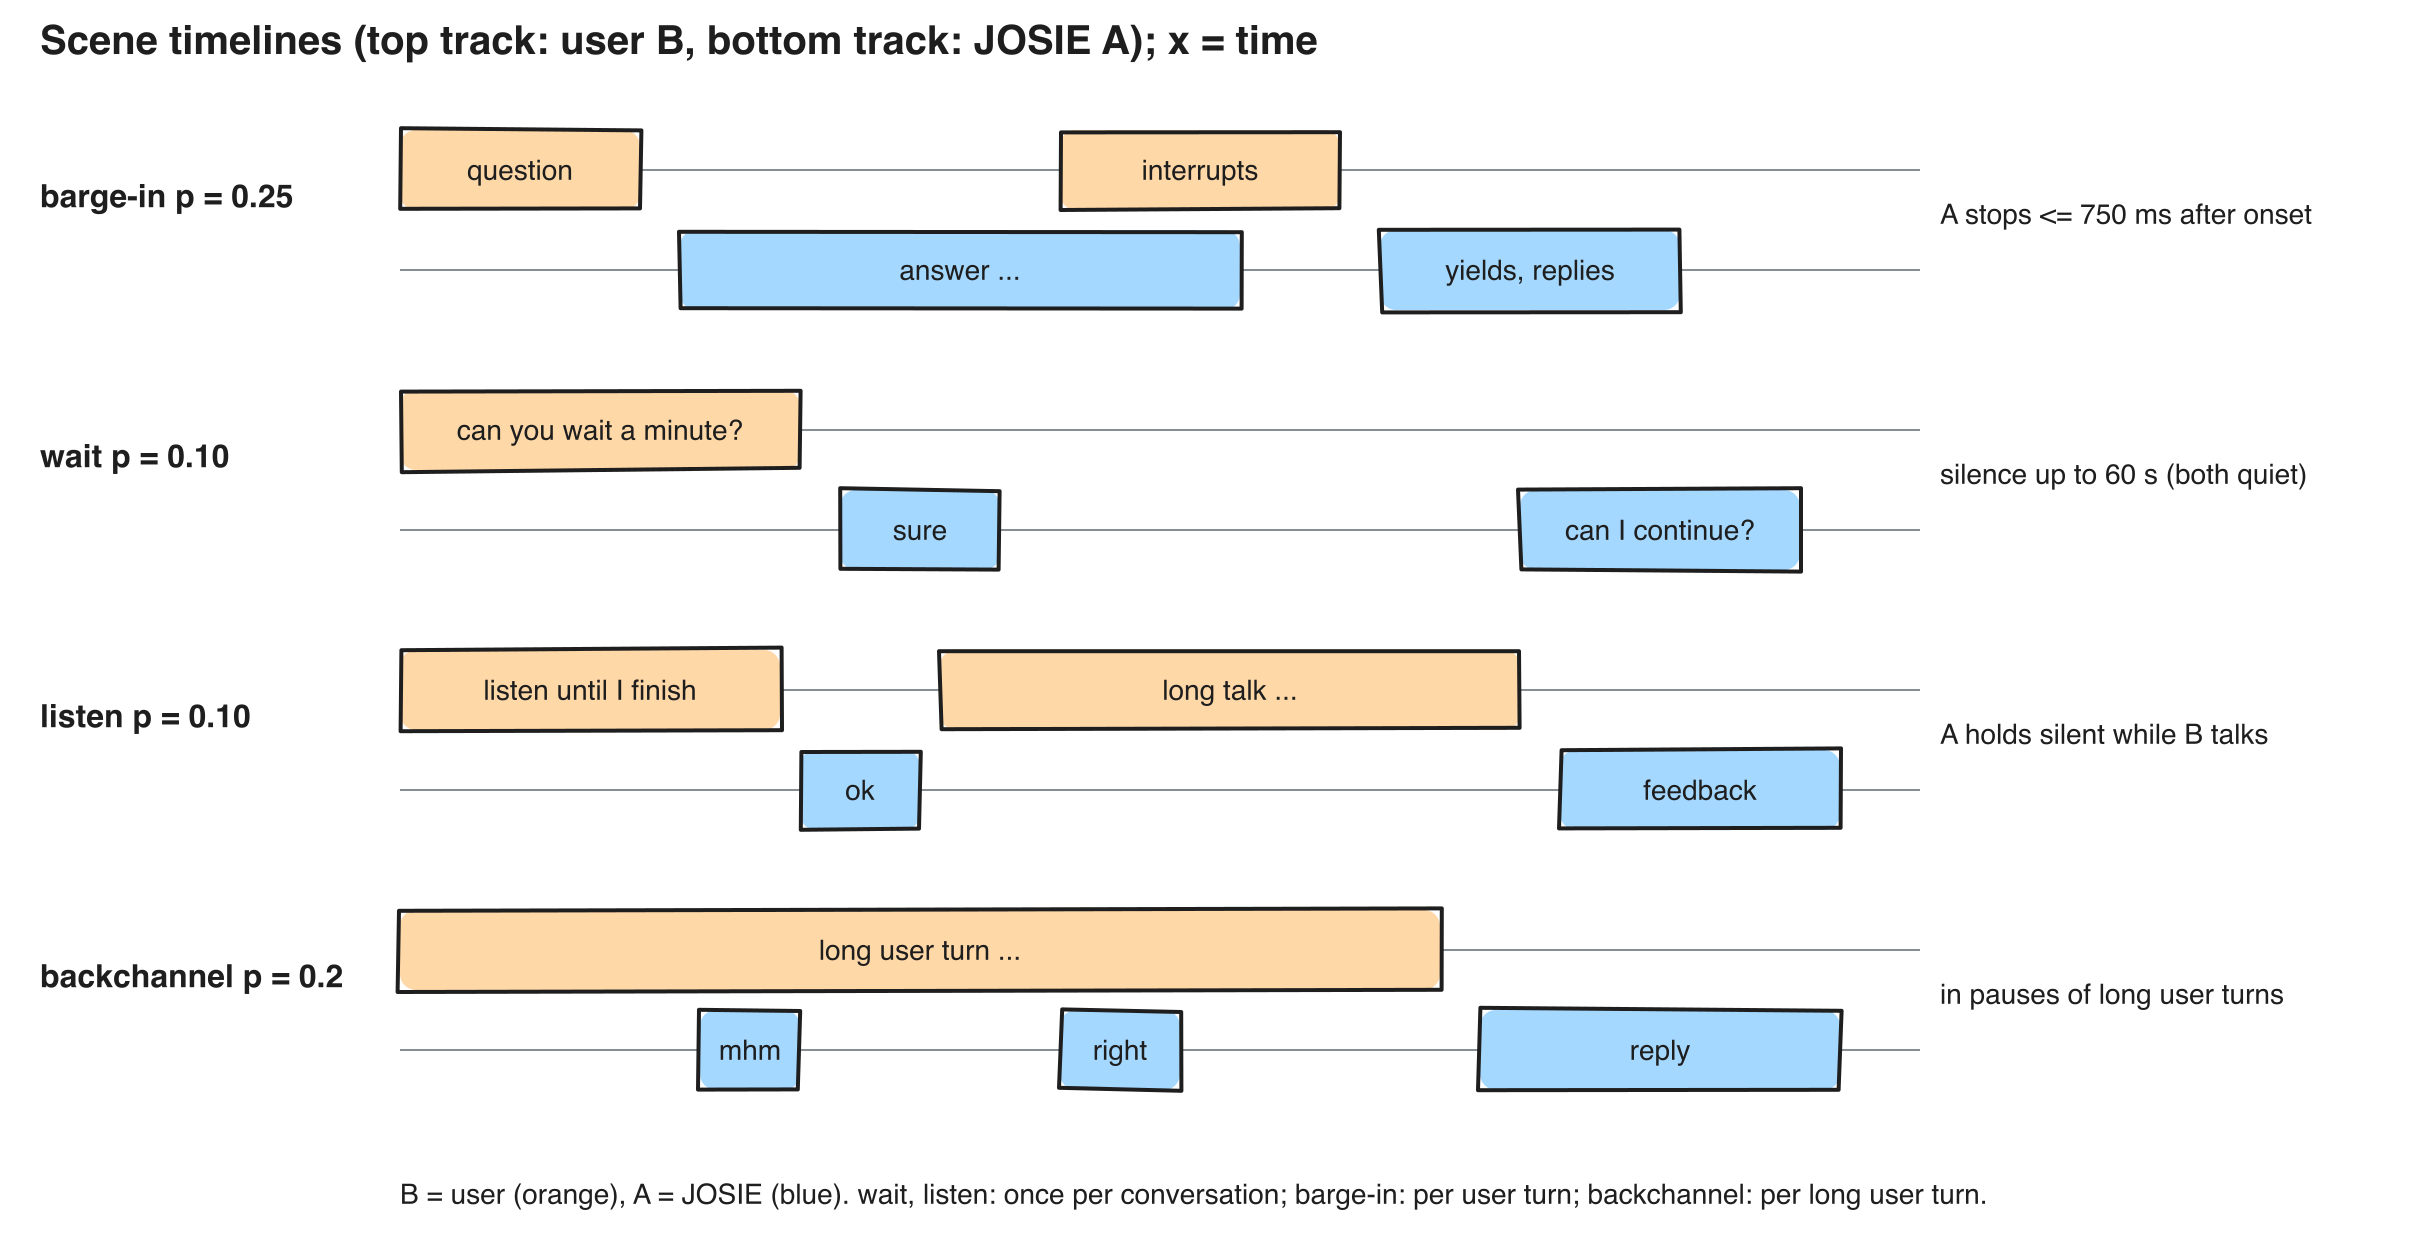 Scene timelines (top track: user B, bottom track: JOSIE A); x = time
barge-in p = 0.25
question
interrupts
answer ...
yields, replies
A stops <= 750 ms after onset
wait p = 0.10
can you wait a minute?
sure
can I continue?
silence up to 60 s (both quiet)
listen p = 0.10
listen until I finish
long talk ...
ok
feedback
A holds silent while B talks
backchannel p = 0.2
long user turn ...
mhm
right
reply
in pauses of long user turns
B = user (orange), A = JOSIE (blue). wait, listen: once per conversation; barge-in: per user turn; backchannel: per long user turn.